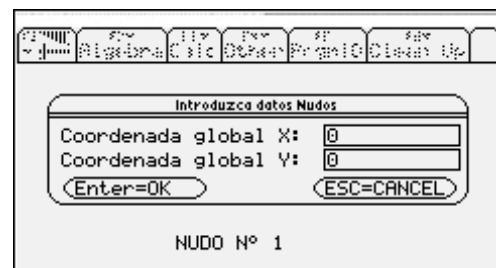 Algebra Calc Other PrgmIO Clean Up
Introduzca datos Nudos
Coordenada global X: 0
Coordenada global Y: 0
Enter=OK ESC=CANCEL
NUDO Nº 1